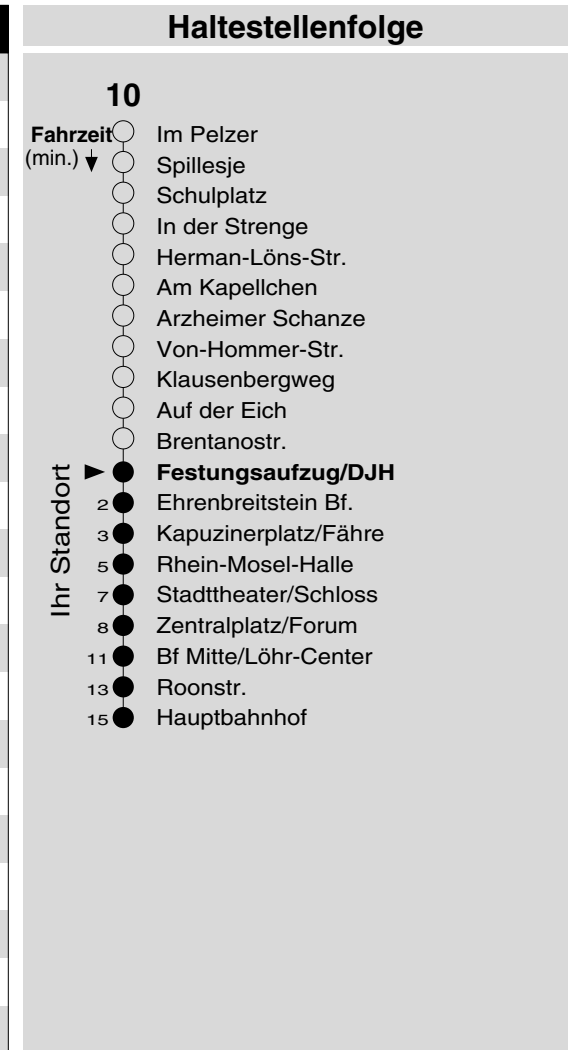 Haltestellenfolge
10
Fahrzeit Im Pelzer
(min.) Spillesje
Schulplatz
In der Strenge
Herman-Löns-Str.
Am Kapellchen
Arzheimer Schanze
Von-Hommer-Str.
Klausenbergweg
Auf der Eich
Brentanostr.
Ihr Standort
Festungsaufzug/DJH
2 Ehrenbreitstein Bf.
3 Kapuzinerplatz/Fähre
5 Rhein-Mosel-Halle
7 Stadttheater/Schloss
8 Zentralplatz/Forum
11 Bf Mitte/Löhr-Center
13 Roonstr.
15 Hauptbahnhof